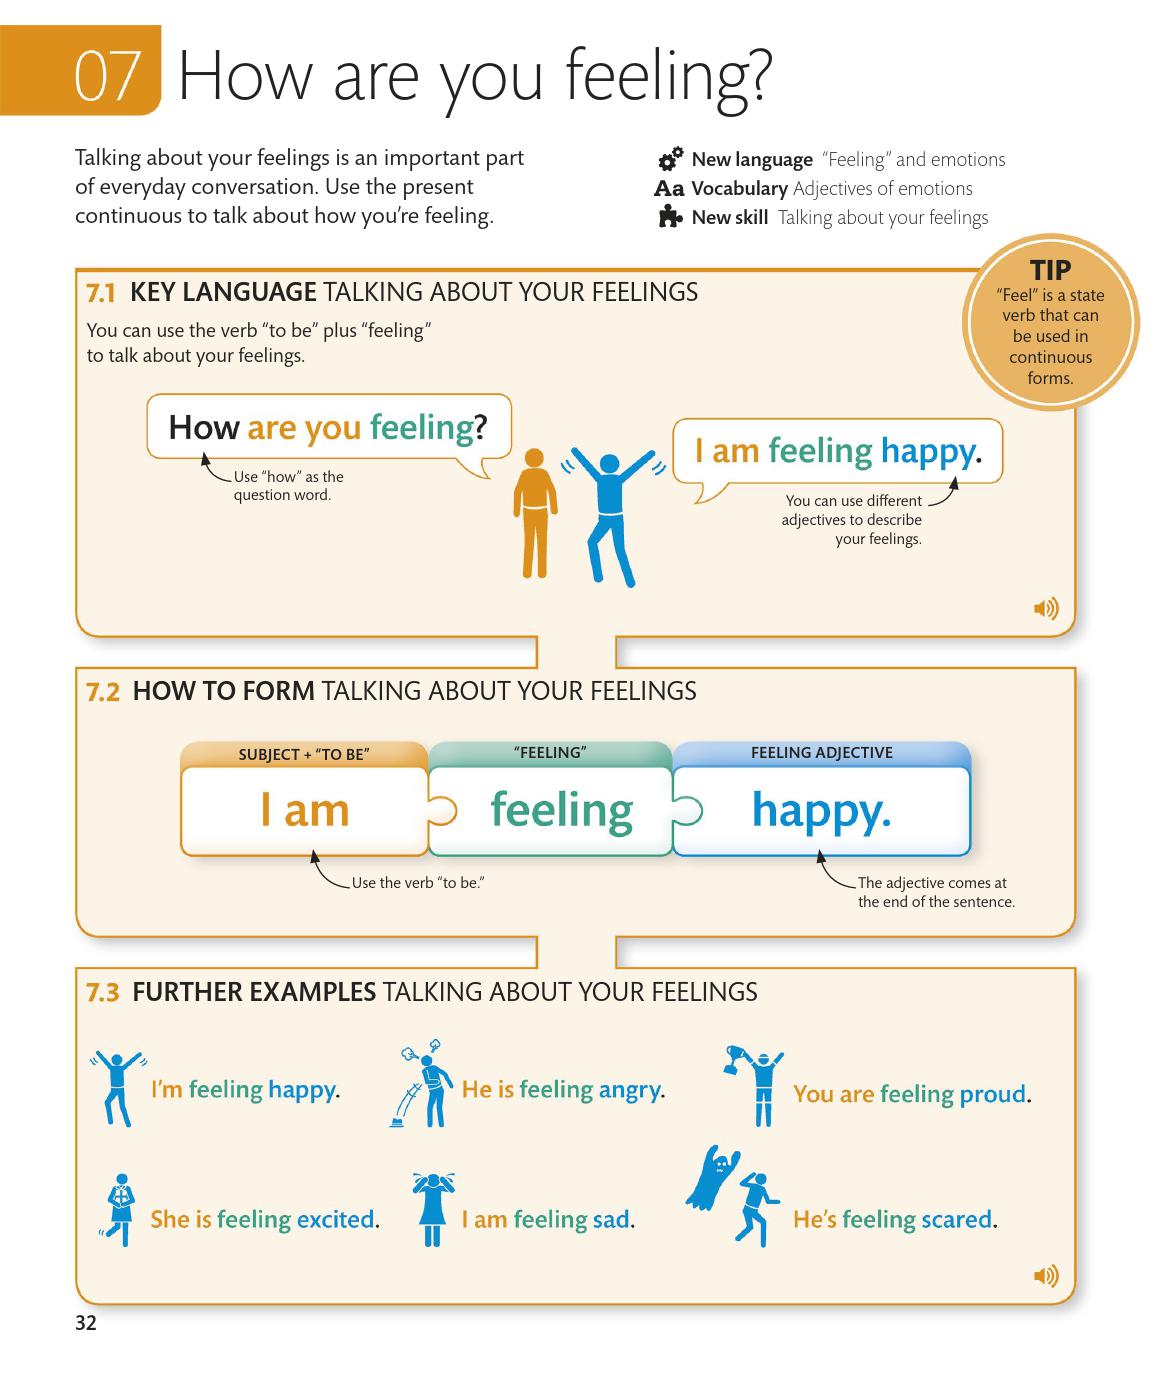 07 How are you feeling?
Talking about your feelings is an important part
of everyday conversation. Use the present
continuous to talk about how you’re feeling.
New language “Feeling” and emotions
Aa Vocabulary Adjectives of emotions
New skill Talking about your feelings
TIP
“Feel” is a state
verb that can
be used in
continuous
forms.
7.1 KEY LANGUAGE TALKING ABOUT YOUR FEELINGS
You can use the verb “to be” plus “feeling”
to talk about your feelings.
How are you feeling?
Use “how” as the
question word.
I am feeling happy.
You can use different
adjectives to describe
your feelings.
7.2 HOW TO FORM TALKING ABOUT YOUR FEELINGS
SUBJECT + “TO BE” “FEELING” FEELING ADJECTIVE
I am feeling happy.
Use the verb “to be.”
The adjective comes at
the end of the sentence.
7.3 FURTHER EXAMPLES TALKING ABOUT YOUR FEELINGS
I’m feeling happy.
He is feeling angry.
You are feeling proud.
She is feeling excited.
I am feeling sad.
He’s feeling scared.
32